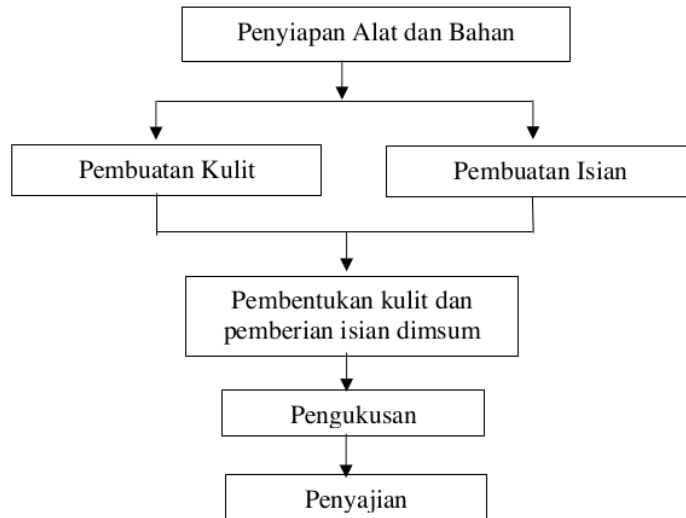 Penyiapan Alat dan Bahan
Pembuatan Kulit
Pembuatan Isian
Pembentukan kulit dan
pemberian isian dimsum
Pengukusan
Penyajian